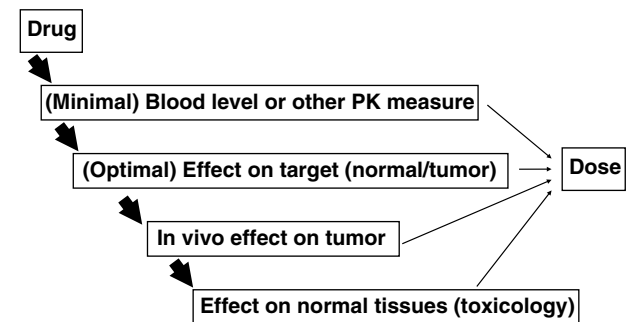 Drug
(Minimal) Blood level or other PK measure
(Optimal) Effect on target (normal/tumor)
Dose
In vivo effect on tumor
Effect on normal tissues (toxicology)